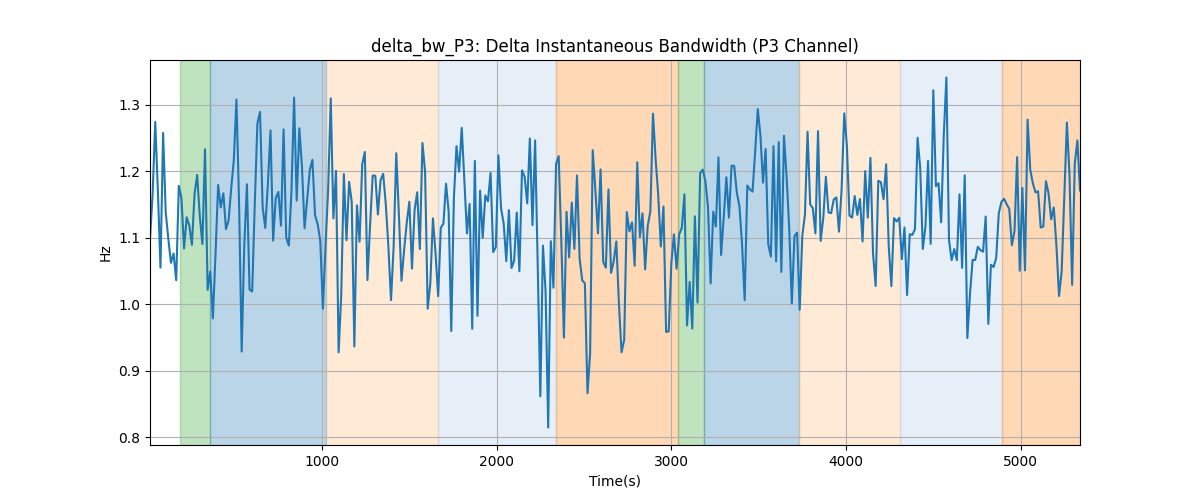 delta_bw_P3: Delta Instantaneous Bandwidth (P3 Channel)
1.3
1.2
1.1
1.0
0.9
0.8
Hz
1000 2000 3000 4000 5000
Time(s)